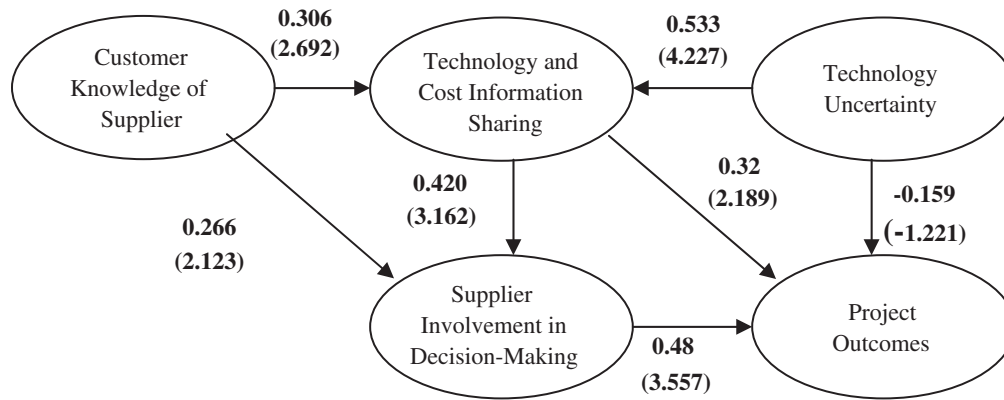 0.306
(2.692)
0.533
(4.227)
Customer
Knowledge of
Supplier
Technology and
Cost Information
Sharing
Technology
Uncertainty
0.266
(2.123)
0.420
(3.162)
0.32
(2.189)
-0.159
(-1.221)
Supplier
Involvement in
Decision-Making
0.48
(3.557)
Project
Outcomes